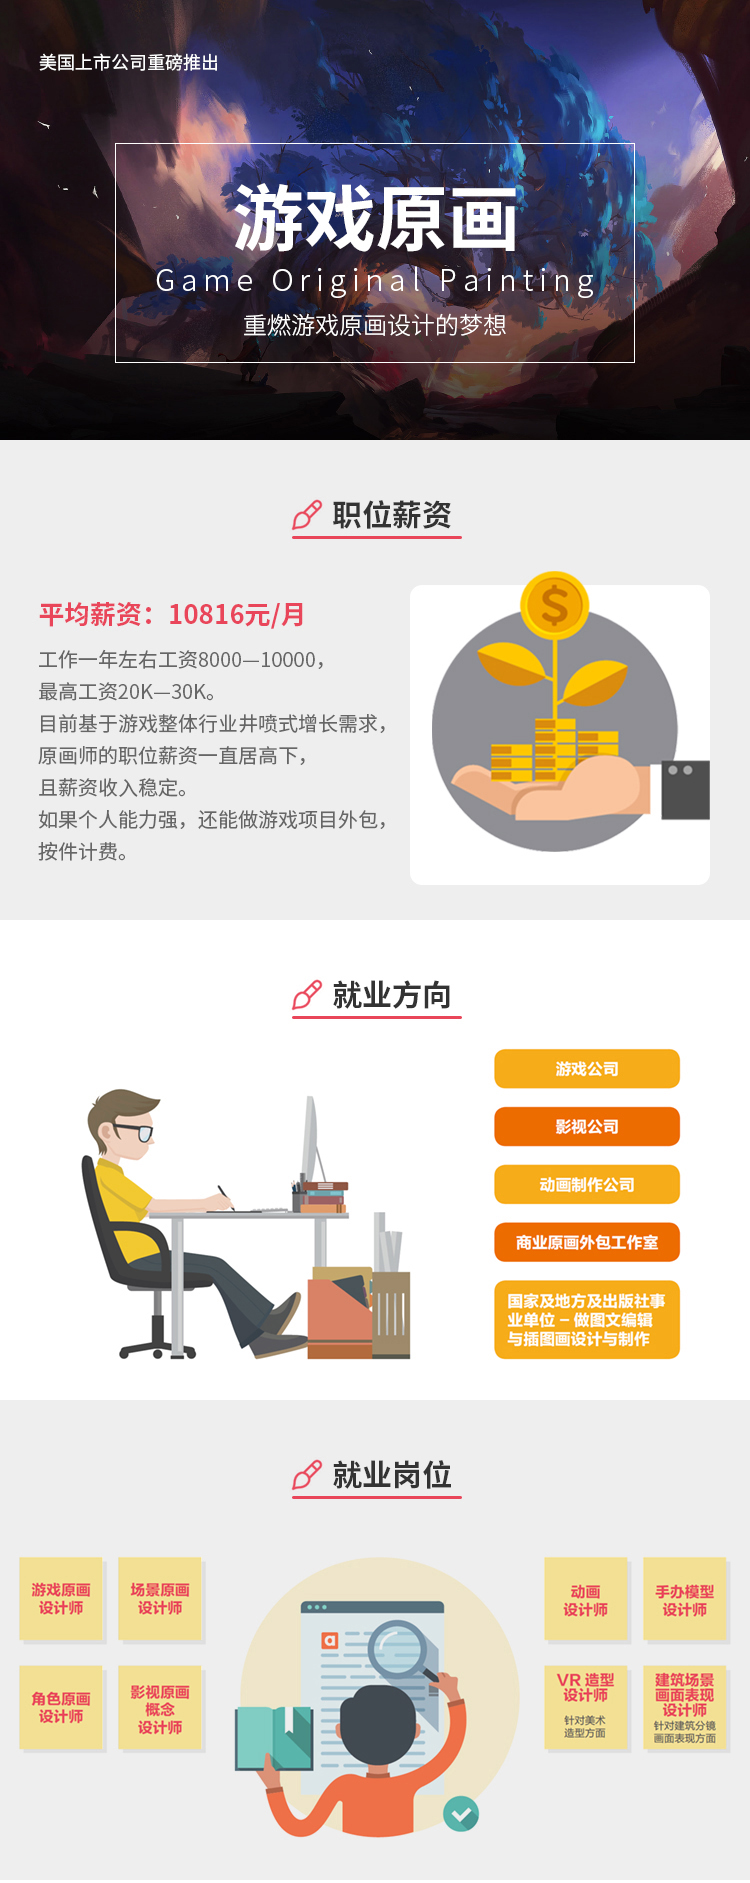 美国上市公司重磅推出
游戏原画
Game Original Painting
重燃游戏原画设计的梦想
职位薪资
平均薪资：10816元/月
工作一年左右工资8000—10000，
最高工资20K—30K。
目前基于游戏整体行业井喷式增长需求，
原画师的职位薪资一直居高下，
且薪资收入稳定。
如果个人能力强，还能做游戏项目外包，
按件计费。
$
就业方向
游戏公司
影视公司
动画制作公司
商业原画外包工作室
国家及地方及出版社事
业单位 – 做图文编辑
与插图画设计与制作
就业岗位
游戏原画
设计师
场景原画
设计师
角色原画
设计师
影视原画
概念
设计师
a
动画
设计师
手办模型
设计师
VR 造型
设计师
针对美术
造型方面
建筑场景
画面表现
设计师
针对建筑分镜
画面表现方面